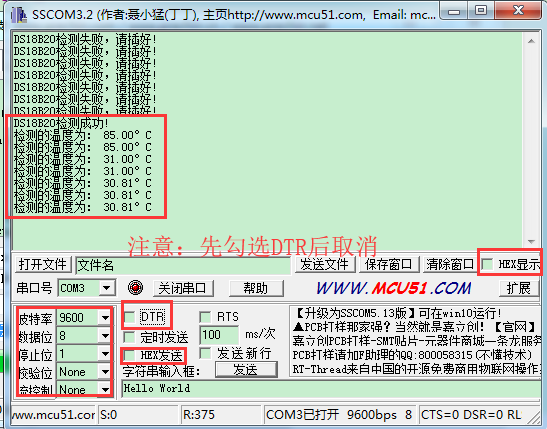 SSCOM3.2 (作者:聂小猛(丁丁), 主页http://www.mcu51.com, Email: mc...
DS18B20检测失败，请插好!
DS18B20检测失败，请插好!
DS18B20检测失败，请插好!
DS18B20检测失败，请插好!
DS18B20检测失败，请插好!
DS18B20检测失败，请插好!
DS18B20检测失败，请插好!
DS18B20检测成功!
检测的温度为: 85.00°C
检测的温度为: 85.00°C
检测的温度为: 31.00°C
检测的温度为: 31.00°C
检测的温度为: 30.81°C
检测的温度为: 30.81°C
检测的温度为: 30.81°C
注意: 先勾选DTR后取消
打开文件 文件名 发送文件 保存窗口 清除窗口 HEX显示
串口号 COM3 关闭串口 帮助 WWW.MCU51.COM 扩展
波特率 9600 DTR RTS
数据位 8 定时发送 100 ms/次
停止位 1 HEX发送 发送新行
校验位 None 字符串输入框: 发送
流控制 None Hello World
【升级为SSCOM5.13版】可在win10运行!
▲PCB打样哪家强? 当然就是嘉立创! 【官网】
嘉立创PCB打样-SMT贴片-元器件商城—条龙服务
PCB打样请加助理的QQ:800058315(不懂技术)
RT-Thread来自中国的开源免费商用物联网操作
www.mcu51.cor S:0 R:375 COM3已打开 9600bps 8 CTS=0 DSR=0 RL